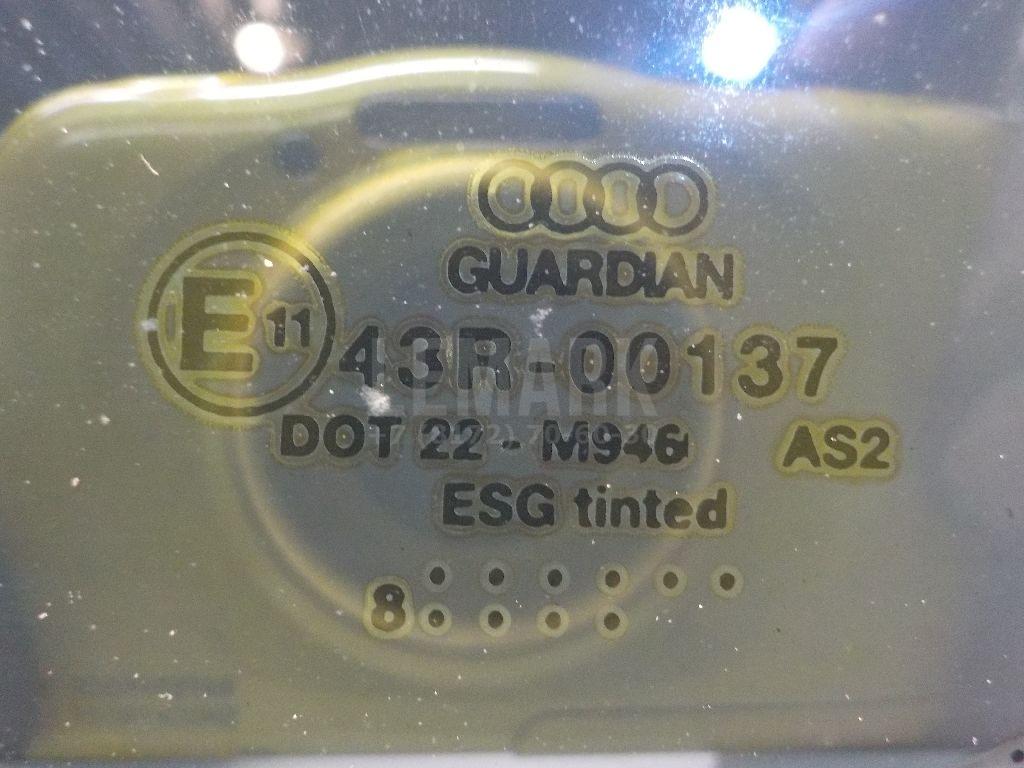 GUARDIAN
E 11 43R-00137
DOT 22 - M946 AS2
ESG tinted
8